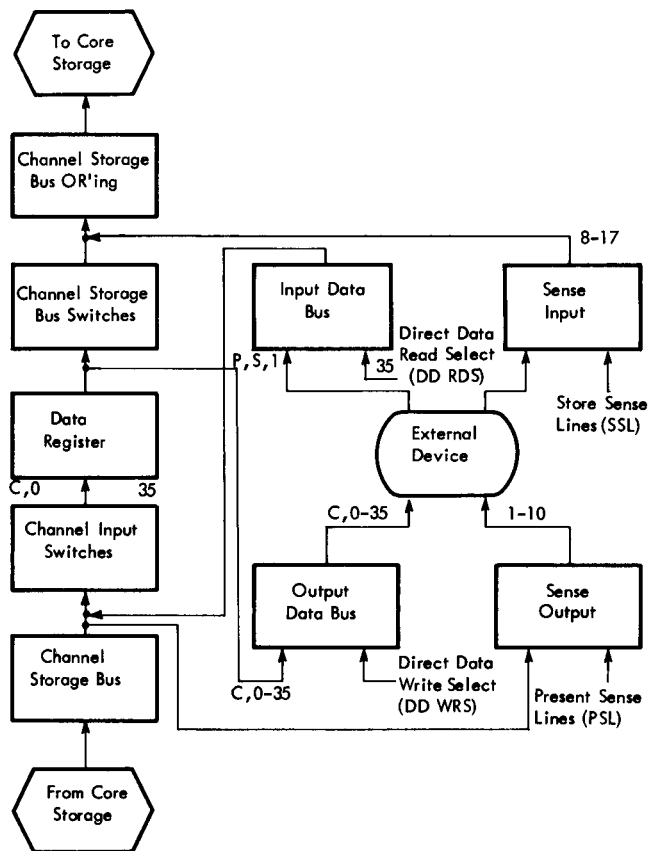 To Core
Storage
Channel Storage
Bus OR'ing
8-17
Channel Storage
Bus Switches
Input Data
Bus
Sense
Input
P,S,1
35
Direct Data
Read Select
(DD RDS)
Store Sense
Lines (SSL)
Data
Register
External
Device
C,0
35
Channel Input
Switches
C,0-35
1-10
Output
Data Bus
Sense
Output
Channel
Storage Bus
C,0-35
Direct Data
Write Select
(DD WRS)
Present Sense
Lines (PSL)
From Core
Storage